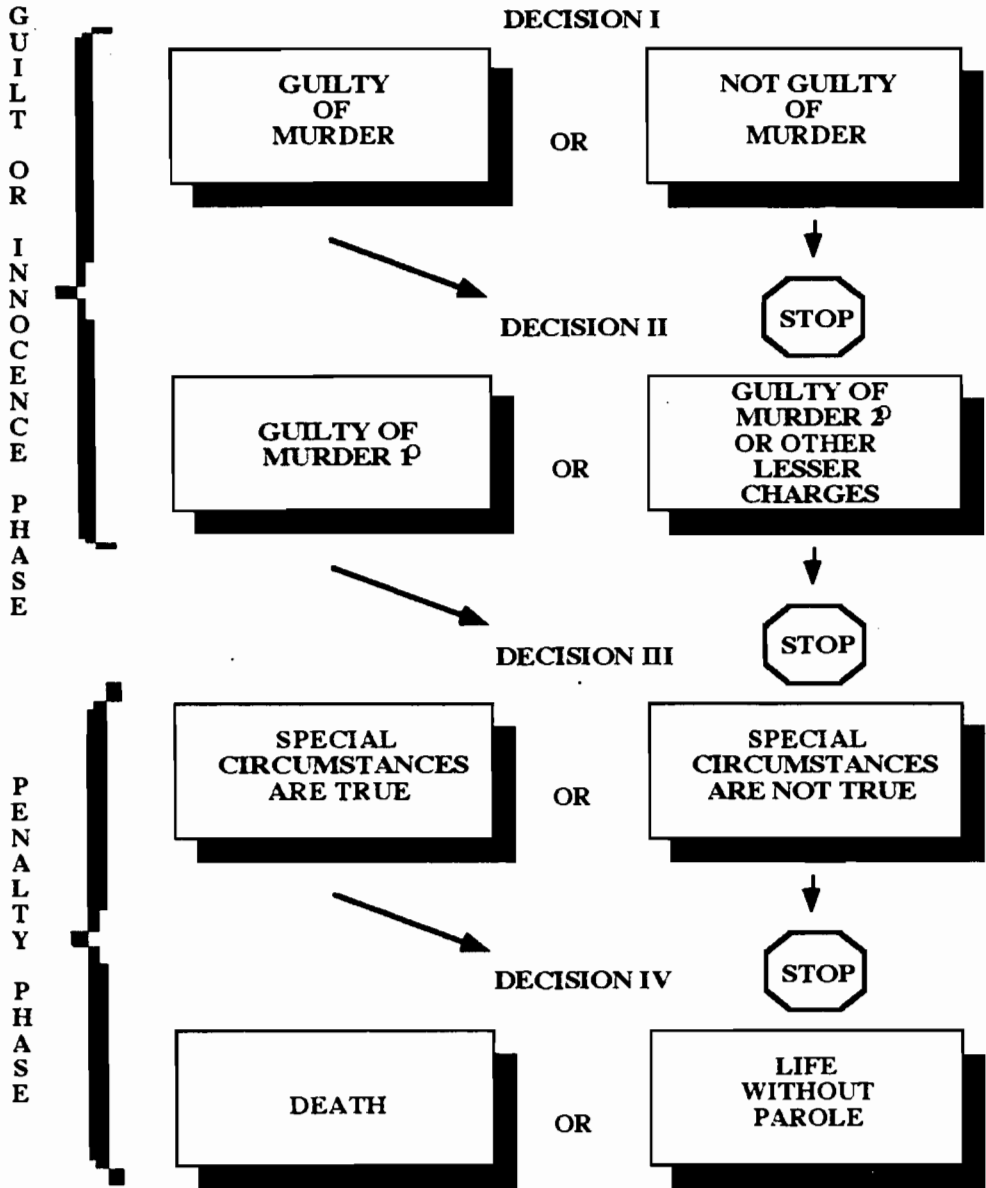 GUILT OR INNOCENCE PHASE
DECISION I
GUILTY
OF
MURDER
OR
NOT GUILTY
OF
MURDER
STOP
DECISION II
GUILTY OF
MURDER 1º
OR
GUILTY OF
MURDER 2º
OR OTHER
LESSER
CHARGES
STOP
PENALTY PHASE
DECISION III
SPECIAL
CIRCUMSTANCES
ARE TRUE
OR
SPECIAL
CIRCUMSTANCES
ARE NOT TRUE
STOP
DECISION IV
DEATH
OR
LIFE
WITHOUT
PAROLE